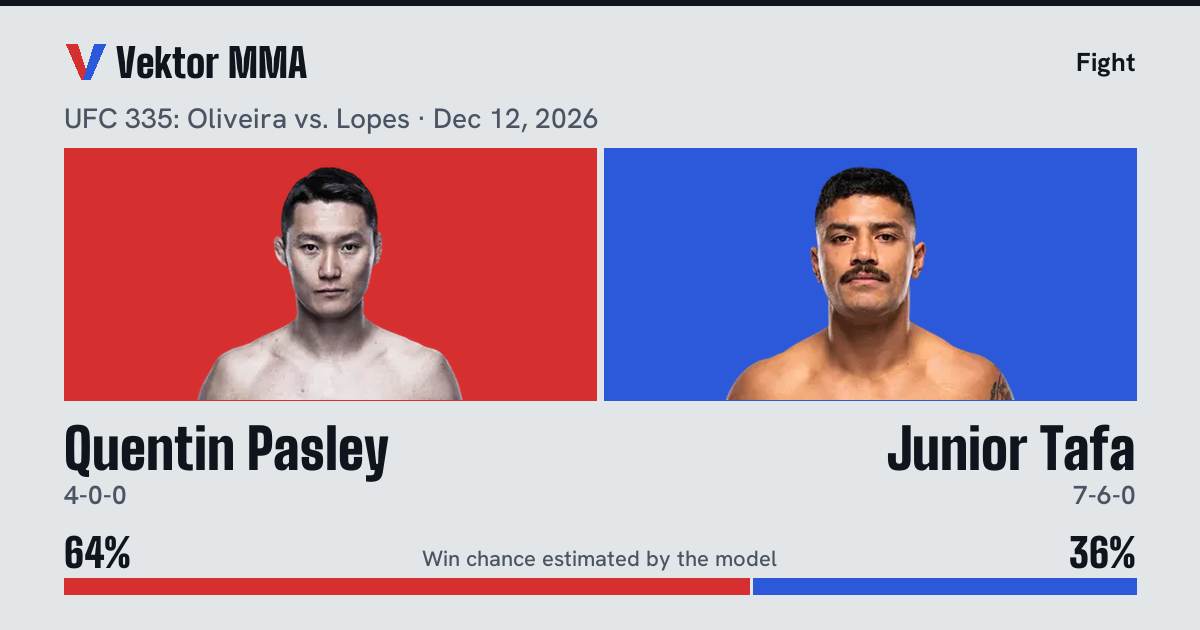 Vektor MMA
Fight
UFC 335: Oliveira vs. Lopes · Dec 12, 2026
Quentin Pasley
Junior Tafa
4-0-0
7-6-0
64%
Win chance estimated by the model
36%